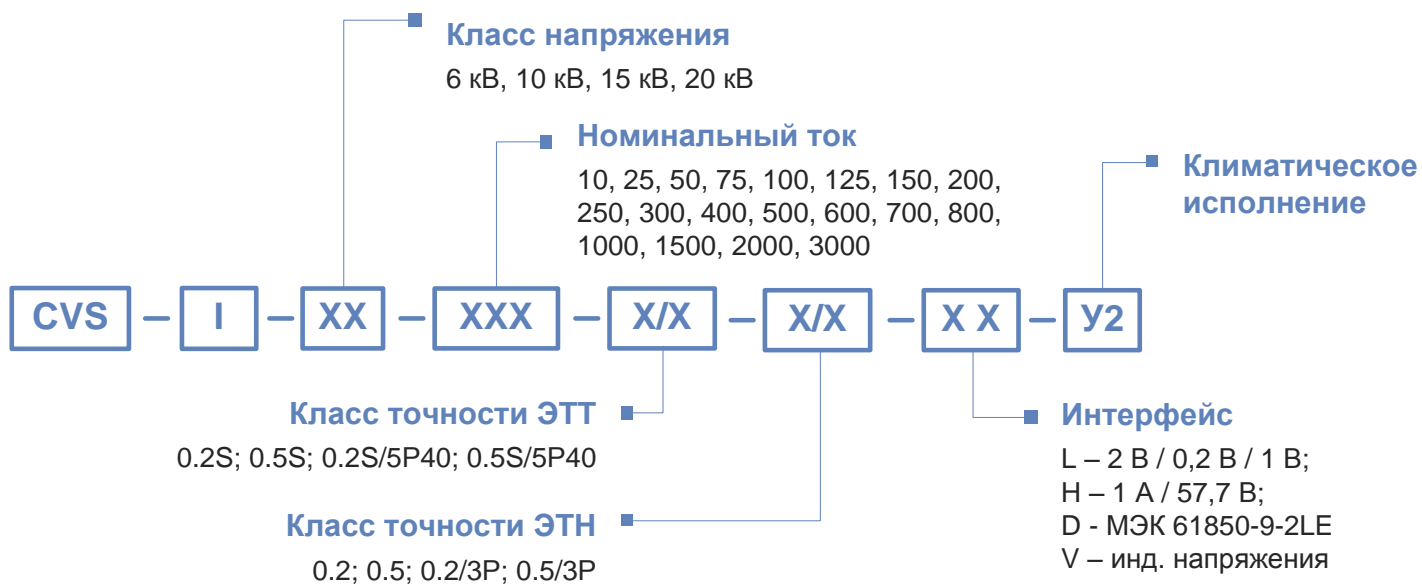 Класс напряжения
6 кВ, 10 кВ, 15 кВ, 20 кВ
Номинальный ток
10, 25, 50, 75, 100, 125, 150, 200,
250, 300, 400, 500, 600, 700, 800,
1000, 1500, 2000, 3000
Климатическое
исполнение
CVS – I – XX – XXX – X/X – X/X – X X – У2
Класс точности ЭТТ
0.2S; 0.5S; 0.2S/5P40; 0.5S/5P40
Класс точности ЭТН
0.2; 0.5; 0.2/3P; 0.5/3P
Интерфейс
L – 2 В / 0,2 В / 1 В;
H – 1 А / 57,7 В;
D - МЭК 61850-9-2LE
V – инд. напряжения